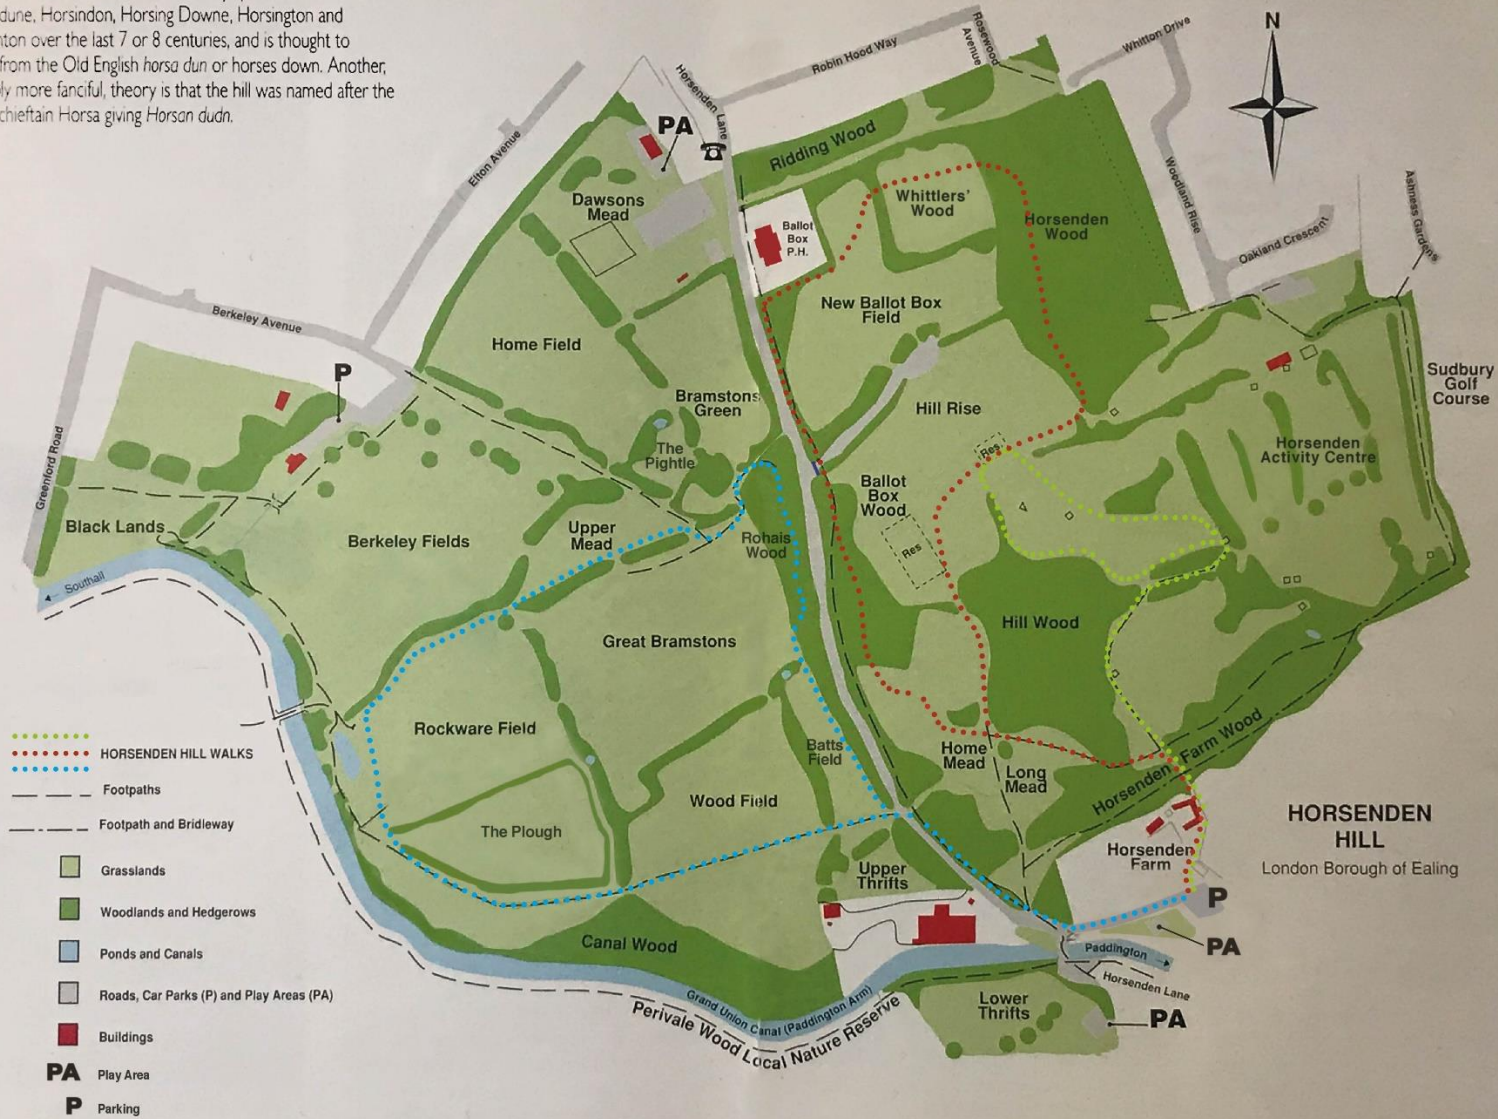 dune, Horsindon, Horsing Downe, Horsington and
ton over the last 7 or 8 centuries, and is thought to
from the Old English horsa dun or horses down. Another,
ly more fanciful, theory is that the hill was named after the
chieftain Horsa giving Horsan dudn.
Robin Hood Way
Rosewood
Avenue
Whitton Drive
N
Horsenden Lane
PA
Ridding Wood
Elton Avenue
Woodland Rise
Ashness Gardens
Dawsons
Mead
Whittlers'
Wood
Horsenden
Wood
Ballot
Box
P.H.
Oakland Crescent
Berkeley Avenue
New Ballot Box
Field
Home Field
P
Sudbury
Golf
Course
Bramstons
Green
Hill Rise
The
Pightle
Res.
Horsenden
Activity Centre
Greenford Road
Ballot
Box
Wood
Black Lands
Berkeley Fields
Upper
Mead
Rohais
Wood
Res
Southall
Great Bramstons
Hill Wood
Rockware Field
HORSENDEN HILL WALKS
Batts
Field
Home
Mead
Long
Mead
Horsenden Farm Wood
Footpaths
Wood Field
Footpath and Bridleway
The Plough
HORSENDEN
HILL
London Borough of Ealing
Horsenden
Farm
Grasslands
Upper
Thrifts
P
Woodlands and Hedgerows
Canal Wood
PA
Ponds and Canals
Paddington
Horsenden Lane
Roads, Car Parks (P) and Play Areas (PA)
Grand Union Canal (Paddington Arm)
Perivale Wood Local Nature Reserve
Lower
Thrifts
PA
Buildings
PA Play Area
P Parking